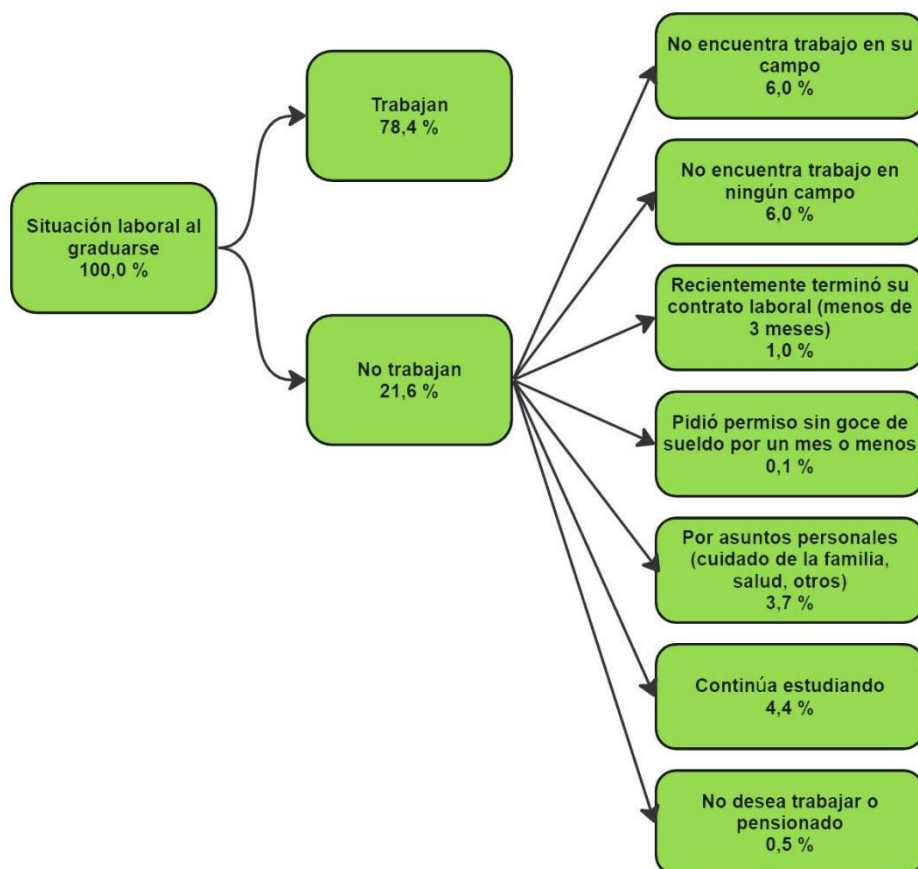 Situación laboral al
graduarse
100,0 %
Trabajan
78,4 %
No trabajan
21,6 %
No encuentra trabajo en su
campo
6,0 %
No encuentra trabajo en
ningún campo
6,0 %
Recientemente terminó su
contrato laboral (menos de
3 meses)
1,0 %
Pidió permiso sin goce de
sueldo por un mes o menos
0,1 %
Por asuntos personales
(cuidado de la familia,
salud, otros)
3,7 %
Continúa estudiando
4,4 %
No desea trabajar o
pensionado
0,5 %